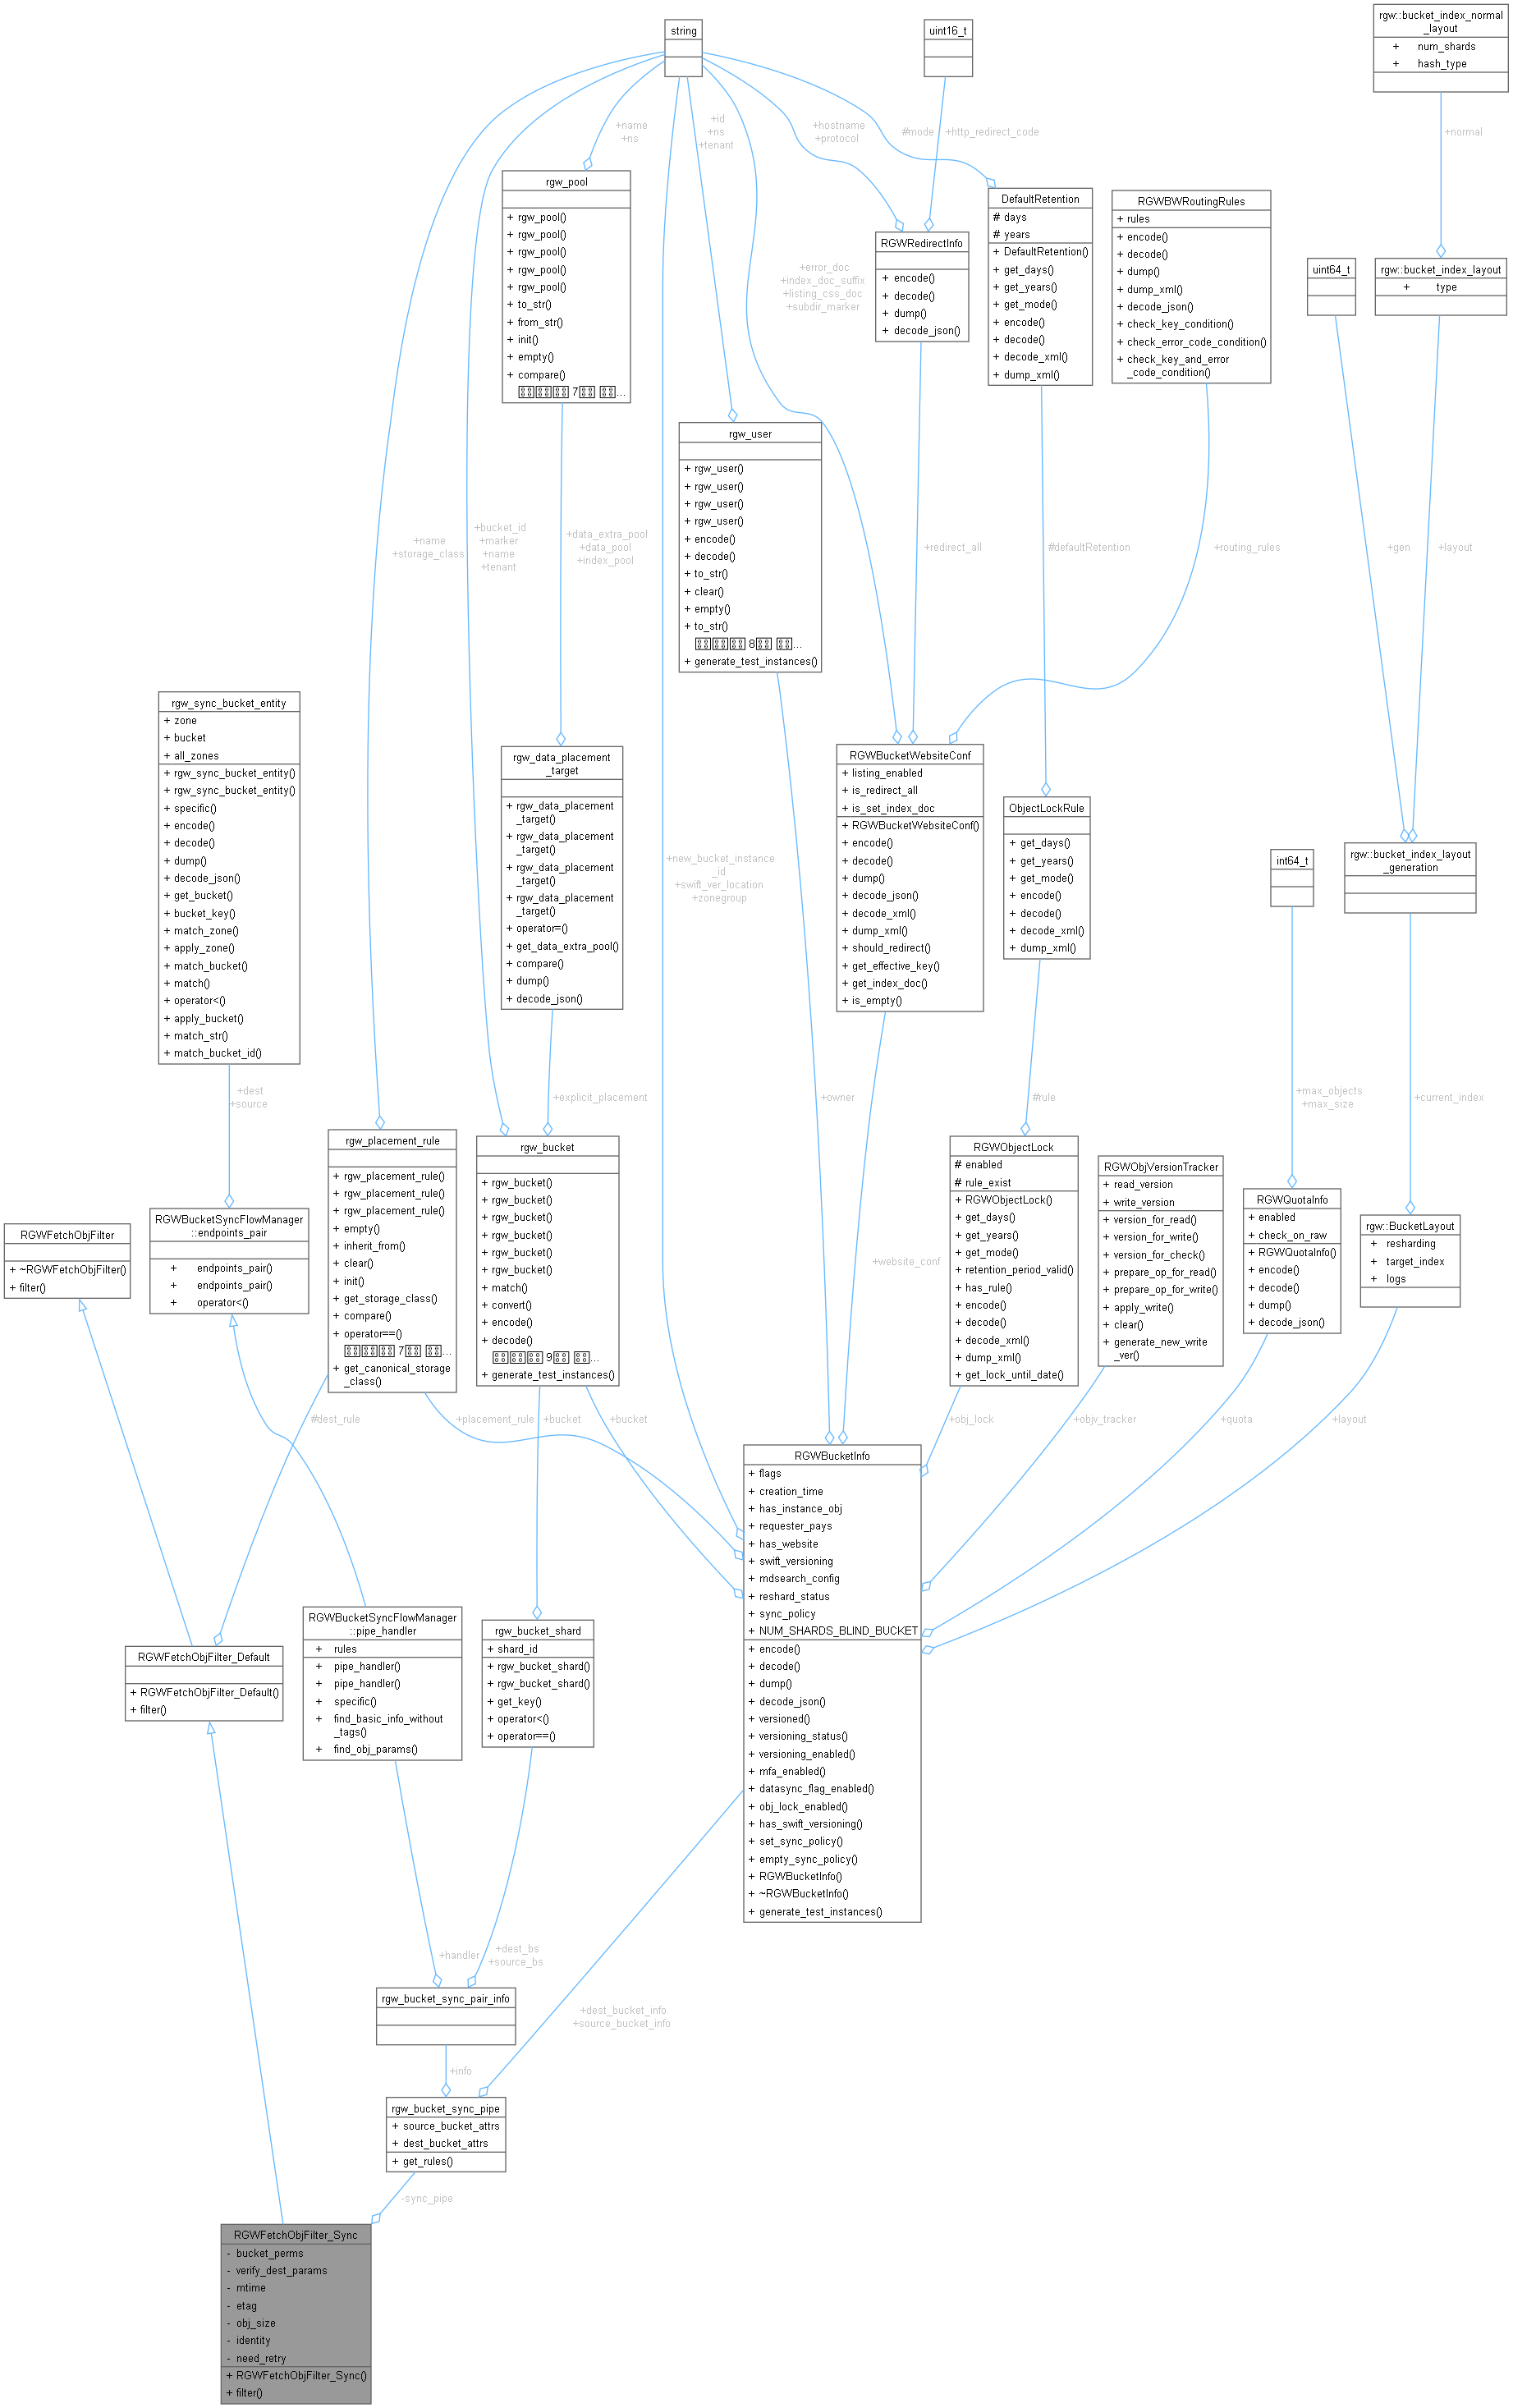 string
uint16_t
rgw::bucket_index_normal
_layout
+ num_shards
+ hash_type
+name
+ns
+id
+ns
+tenant
+hostname
+protocol
#mode
+http_redirect_code
+normal
rgw_pool
+ rgw_pool()
+ rgw_pool()
+ rgw_pool()
+ rgw_pool()
+ rgw_pool()
+ to_str()
+ from_str()
+ init()
+ empty()
+ compare()
7 ...
RGWRedirectInfo
+ encode()
+ decode()
+ dump()
+ decode_json()
DefaultRetention
# days
# years
+ DefaultRetention()
+ get_days()
+ get_years()
+ get_mode()
+ encode()
+ decode()
+ decode_xml()
+ dump_xml()
RGWBWRoutingRules
+ rules
+ encode()
+ decode()
+ dump()
+ dump_xml()
+ decode_json()
+ check_key_condition()
+ check_error_code_condition()
+ check_key_and_error
_code_condition()
uint64_t
rgw::bucket_index_layout
+ type
+error_doc
+index_doc_suffix
+listing_css_doc
+subdir_marker
rgw_user
+ rgw_user()
+ rgw_user()
+ rgw_user()
+ rgw_user()
+ encode()
+ decode()
+ to_str()
+ clear()
+ empty()
+ to_str()
8 ...
+ generate_test_instances()
+name
+storage_class
+bucket_id
+marker
+name
+tenant
+data_extra_pool
+data_pool
+index_pool
+redirect_all
#defaultRetention
+routing_rules
+gen
+layout
rgw_sync_bucket_entity
+ zone
+ bucket
+ all_zones
+ rgw_sync_bucket_entity()
+ rgw_sync_bucket_entity()
+ specific()
+ encode()
+ decode()
+ dump()
+ decode_json()
+ get_bucket()
+ bucket_key()
+ match_zone()
+ apply_zone()
+ match_bucket()
+ match()
+ operator<()
+ apply_bucket()
+ match_str()
+ match_bucket_id()
rgw_data_placement
_target
+ rgw_data_placement
_target()
+ rgw_data_placement
_target()
+ rgw_data_placement
_target()
+ rgw_data_placement
_target()
+ operator=()
+ get_data_extra_pool()
+ compare()
+ dump()
+ decode_json()
+new_bucket_instance
_id
+swift_ver_location
+zonegroup
RGWBucketWebsiteConf
+ listing_enabled
+ is_redirect_all
+ is_set_index_doc
+ RGWBucketWebsiteConf()
+ encode()
+ decode()
+ dump()
+ decode_json()
+ decode_xml()
+ dump_xml()
+ should_redirect()
+ get_effective_key()
+ get_index_doc()
+ is_empty()
ObjectLockRule
+ get_days()
+ get_years()
+ get_mode()
+ encode()
+ decode()
+ decode_xml()
+ dump_xml()
int64_t
rgw::bucket_index_layout
_generation
+dest
+source
+explicit_placement
+owner
#rule
+max_objects
+max_size
+current_index
RGWFetchObjFilter
+ ~RGWFetchObjFilter()
+ filter()
RGWBucketSyncFlowManager
::endpoints_pair
+ endpoints_pair()
+ endpoints_pair()
+ operator<()
rgw_placement_rule
+ rgw_placement_rule()
+ rgw_placement_rule()
+ rgw_placement_rule()
+ empty()
+ inherit_from()
+ clear()
+ init()
+ get_storage_class()
+ compare()
+ operator==()
7 ...
+ get_canonical_storage
_class()
rgw_bucket
+ rgw_bucket()
+ rgw_bucket()
+ rgw_bucket()
+ rgw_bucket()
+ rgw_bucket()
+ rgw_bucket()
+ match()
+ convert()
+ encode()
+ decode()
9 ...
+ generate_test_instances()
+website_conf
RGWObjectLock
# enabled
# rule_exist
+ RGWObjectLock()
+ get_days()
+ get_years()
+ get_mode()
+ retention_period_valid()
+ has_rule()
+ encode()
+ decode()
+ decode_xml()
+ dump_xml()
+ get_lock_until_date()
RGWObjVersionTracker
+ read_version
+ write_version
+ version_for_read()
+ version_for_write()
+ version_for_check()
+ prepare_op_for_read()
+ prepare_op_for_write()
+ apply_write()
+ clear()
+ generate_new_write
_ver()
RGWQuotaInfo
+ enabled
+ check_on_raw
+ RGWQuotaInfo()
+ encode()
+ decode()
+ dump()
+ decode_json()
rgw::BucketLayout
+ resharding
+ target_index
+ logs
#dest_rule
+placement_rule
+bucket
+bucket
+obj_lock
+objv_tracker
+quota
+layout
RGWBucketInfo
+ flags
+ creation_time
+ has_instance_obj
+ requester_pays
+ has_website
+ swift_versioning
+ mdsearch_config
+ reshard_status
+ sync_policy
+ NUM_SHARDS_BLIND_BUCKET
+ encode()
+ decode()
+ dump()
+ decode_json()
+ versioned()
+ versioning_status()
+ versioning_enabled()
+ mfa_enabled()
+ datasync_flag_enabled()
+ obj_lock_enabled()
+ has_swift_versioning()
+ set_sync_policy()
+ empty_sync_policy()
+ RGWBucketInfo()
+ ~RGWBucketInfo()
+ generate_test_instances()
RGWFetchObjFilter_Default
+ RGWFetchObjFilter_Default()
+ filter()
RGWBucketSyncFlowManager
::pipe_handler
+ rules
+ pipe_handler()
+ pipe_handler()
+ specific()
+ find_basic_info_without
_tags()
+ find_obj_params()
rgw_bucket_shard
+ shard_id
+ rgw_bucket_shard()
+ rgw_bucket_shard()
+ get_key()
+ operator<()
+ operator==()
+handler
+dest_bs
+source_bs
rgw_bucket_sync_pair_info
+dest_bucket_info
+source_bucket_info
+info
rgw_bucket_sync_pipe
+ source_bucket_attrs
+ dest_bucket_attrs
+ get_rules()
-sync_pipe
RGWFetchObjFilter_Sync
- bucket_perms
- verify_dest_params
- mtime
- etag
- obj_size
- identity
- need_retry
+ RGWFetchObjFilter_Sync()
+ filter()